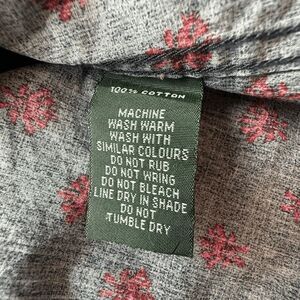 100% COTTON
MACHINE
WASH WARM
WASH WITH
SIMILAR COLOURS
DO NOT RUB
DO NOT WRING
DO NOT BLEACH
LINE DRY IN SHADE
DO NOT
TUMBLE DRY